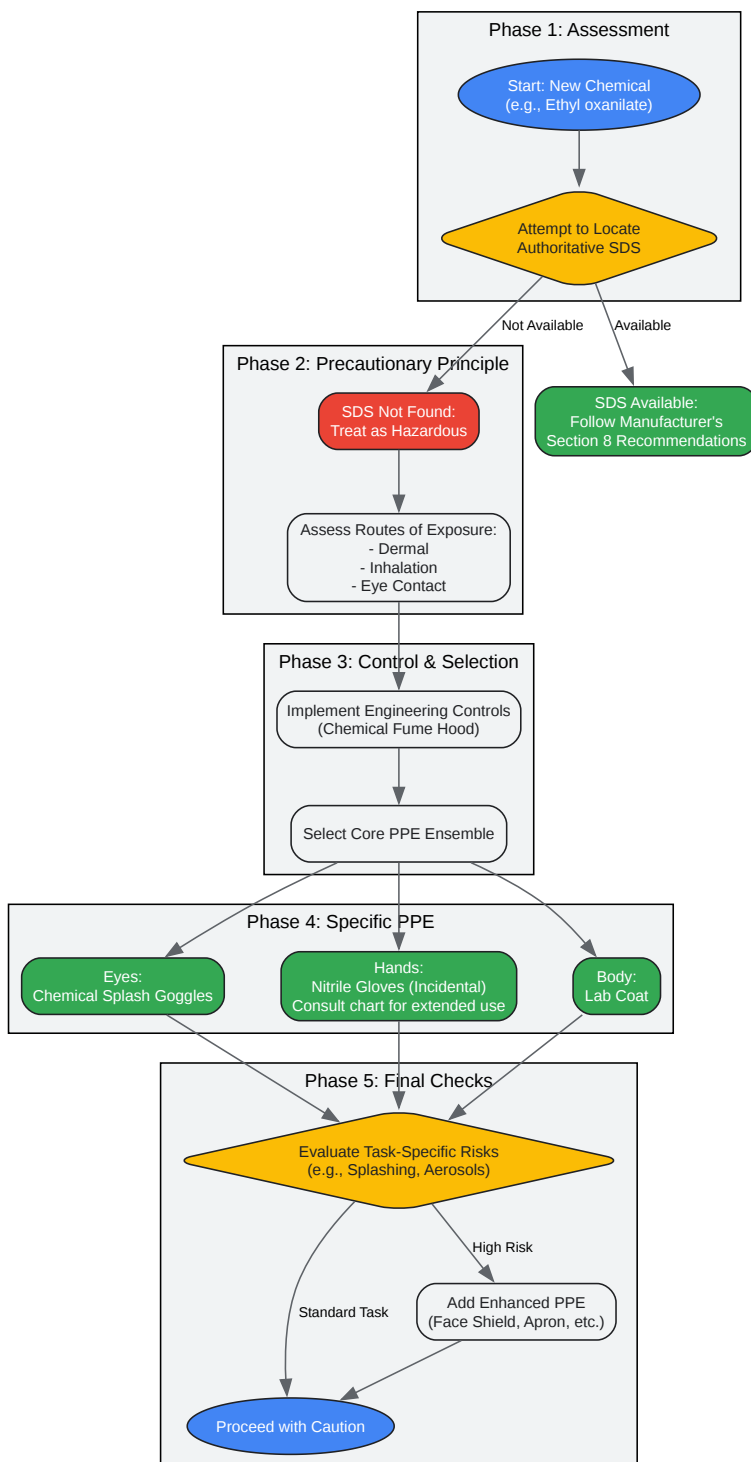 Phase 1: Assessment
Start: New Chemical
(e.g., Ethyl oxanilate)
Attempt to Locate
Authoritative SDS
Not Available
Available
Phase 2: Precautionary Principle
SDS Not Found:
Treat as Hazardous
SDS Available:
Follow Manufacturer's
Section 8 Recommendations
Assess Routes of Exposure:
- Dermal
- Inhalation
- Eye Contact
Phase 3: Control & Selection
Implement Engineering Controls
(Chemical Fume Hood)
Select Core PPE Ensemble
Phase 4: Specific PPE
Eyes:
Chemical Splash Goggles
Hands:
Nitrile Gloves (Incidental)
Consult chart for extended use
Body:
Lab Coat
Phase 5: Final Checks
Evaluate Task-Specific Risks
(e.g., Splashing, Aerosols)
High Risk
Standard Task
Add Enhanced PPE
(Face Shield, Apron, etc.)
Proceed with Caution